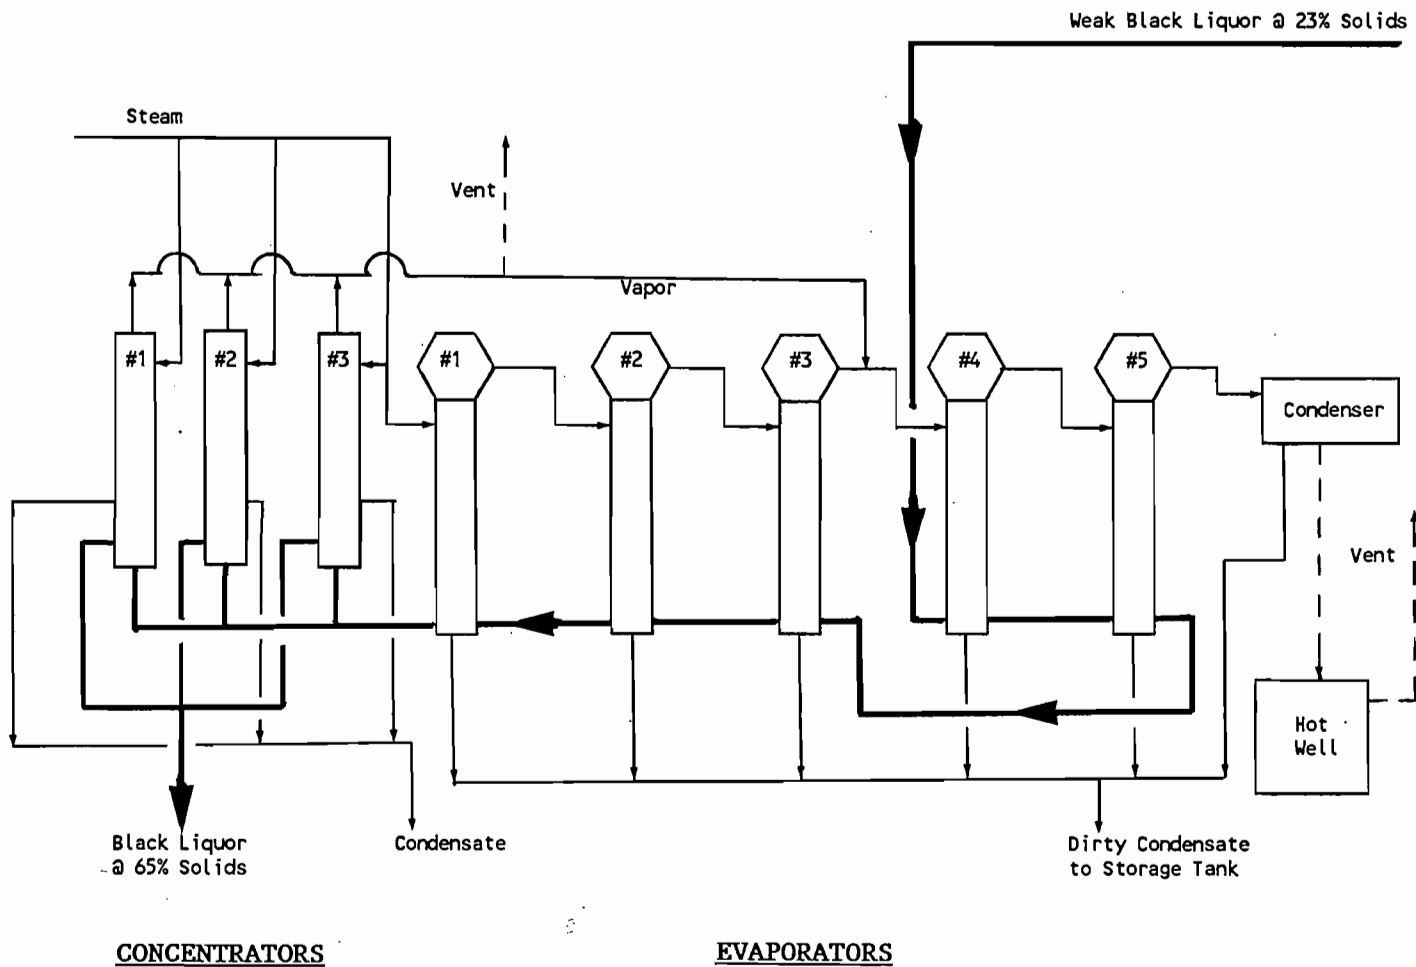 Weak Black Liquor @ 23% Solids
Steam
Vent
Vapor
#1
#2
#3
#1
#2
#3
#4
#5
Condenser
Vent
Hot
Well
Black Liquor
@ 65% Solids
Condensate
Dirty Condensate
to Storage Tank
CONCENTRATORS
EVAPORATORS